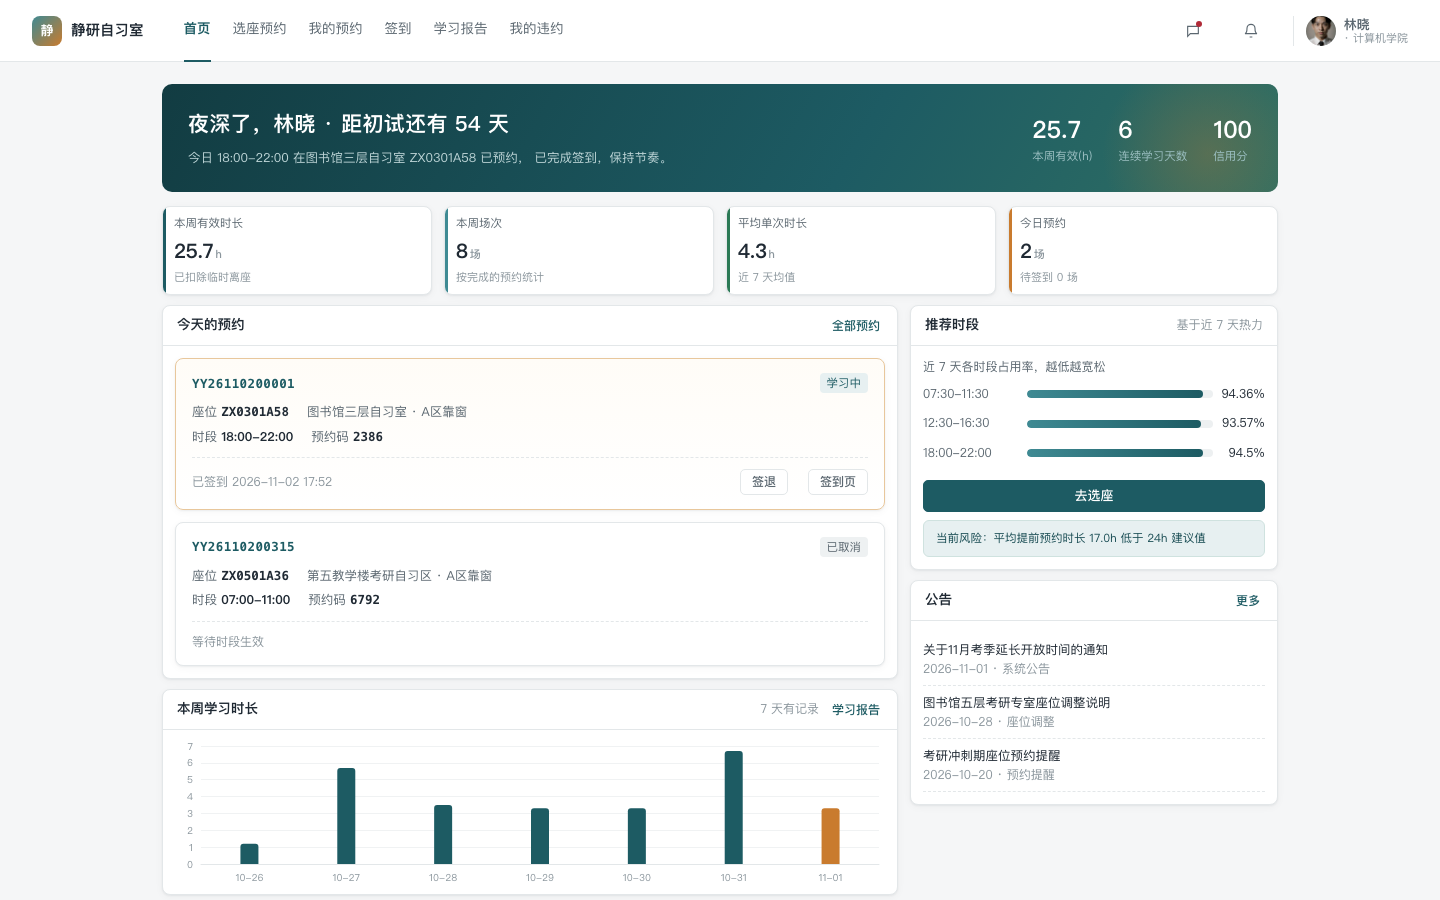 静 静研自习室 首页 选座预约 我的预约 签到 学习报告 我的违约 林晓
· 计算机学院
夜深了，林晓 · 距初试还有 54 天
今日 18:00–22:00 在图书馆三层自习室 ZX0301A58 已预约， 已完成签到，保持节奏。
25.7 6 100
本周有效(h) 连续学习天数 信用分
本周有效时长
25.7 h
已扣除临时离座
本周场次
8 场
按完成的预约统计
平均单次时长
4.3 h
近 7 天均值
今日预约
2 场
待签到 0 场
今天的预约 全部预约
YY26110200001 学习中
座位 ZX0301A58 图书馆三层自习室 · A区靠窗
时段 18:00–22:00 预约码 2386
已签到 2026–11–02 17:52 签退 签到页
YY26110200315 已取消
座位 ZX0501A36 第五教学楼考研自习区 · A区靠窗
时段 07:00–11:00 预约码 6792
等待时段生效
本周学习时长 7 天有记录 学习报告
7
6
5
4
3
2
1
0
10–26 10–27 10–28 10–29 10–30 10–31 11–01
推荐时段 基于近 7 天热力
近 7 天各时段占用率，越低越宽松
07:30–11:30 94.36%
12:30–16:30 93.57%
18:00–22:00 94.5%
去选座
当前风险：平均提前预约时长 17.0h 低于 24h 建议值
公告 更多
关于11月考季延长开放时间的通知
2026–11–01 · 系统公告
图书馆五层考研专室座位调整说明
2026–10–28 · 座位调整
考研冲刺期座位预约提醒
2026–10–20 · 预约提醒